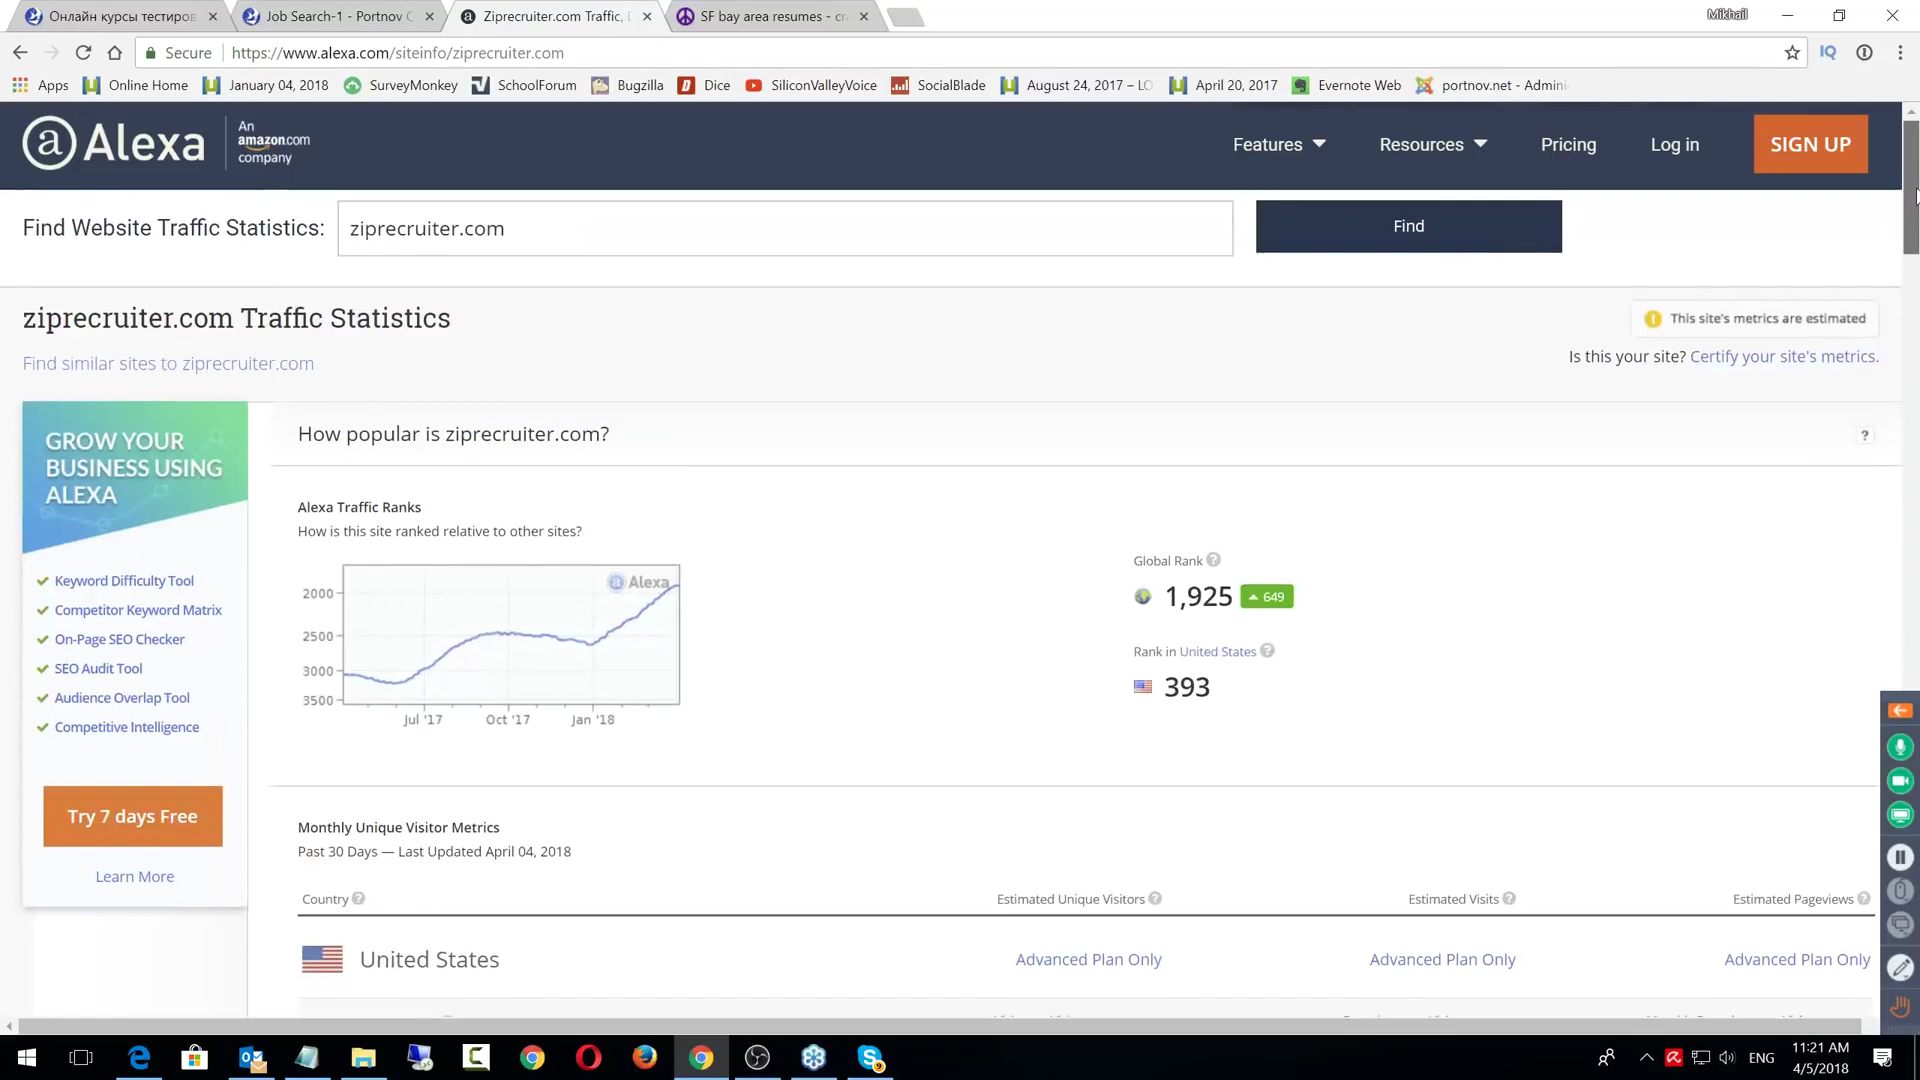 Онлайн курсы тестиров
Job Search-1 - Portnov C
Ziprecruiter.com Traffic, D
SF bay area resumes - cra
Mikhail
Secure
https://www.alexa.com/siteinfo/ziprecruiter.com
Apps
Online Home
January 04, 2018
SurveyMonkey
SchoolForum
Bugzilla
Dice
SiliconValleyVoice
SocialBlade
August 24, 2017 – LO
April 20, 2017
Evernote Web
portnov.net - Admini
Alexa
An
amazon.com
company
Features
Resources
Pricing
Log in
SIGN UP
Find Website Traffic Statistics:
ziprecruiter.com
Find
ziprecruiter.com Traffic Statistics
This site's metrics are estimated
Find similar sites to ziprecruiter.com
Is this your site? Certify your site's metrics.
GROW YOUR
BUSINESS USING
ALEXA
Keyword Difficulty Tool
Competitor Keyword Matrix
On-Page SEO Checker
SEO Audit Tool
Audience Overlap Tool
Competitive Intelligence
Try 7 days Free
Learn More
How popular is ziprecruiter.com?
?
Alexa Traffic Ranks
How is this site ranked relative to other sites?
Alexa
2000
2500
3000
3500
Jul '17
Oct '17
Jan '18
Global Rank
1,925
649
Rank in United States
393
Monthly Unique Visitor Metrics
Past 30 Days — Last Updated April 04, 2018
Country
Estimated Unique Visitors
Estimated Visits
Estimated Pageviews
United States
Advanced Plan Only
Advanced Plan Only
Advanced Plan Only
ENG
11:21 AM
4/5/2018